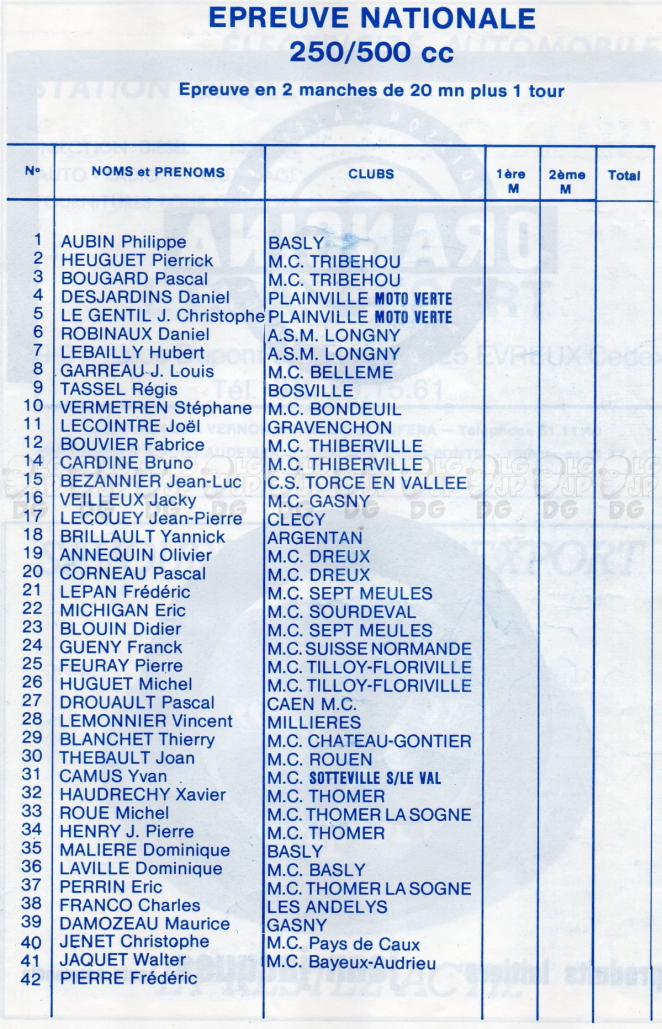 EPREUVE NATIONALE
250/500 cc
Epreuve en 2 manches de 20 mn plus 1 tour
N° NOMS et PRENOMS CLUBS 1ère M 2ème M Total
1 AUBIN Philippe BASLY
2 HEUGUET Pierrick M.C. TRIBEHOU
3 BOUGARD Pascal M.C. TRIBEHOU
4 DESJARDINS Daniel PLAINVILLE MOTO VERTE
5 LE GENTIL J. Christophe PLAINVILLE MOTO VERTE
6 ROBINAUX Daniel A.S.M. LONGNY
7 LEBAILLY Hubert A.S.M. LONGNY
8 GARREAU J. Louis M.C. BELLEME
9 TASSEL Régis BOSVILLE
10 VERMETREN Stéphane M.C. BONDEUIL
11 LECOINTRE Joël GRAVENCHON
12 BOUVIER Fabrice M.C. THIBERVILLE
14 CARDINE Bruno M.C. THIBERVILLE
15 BEZANNIER Jean-Luc C.S. TORCE EN VALLEE
16 VEILLEUX Jacky M.C. GASNY
17 LECOUEY Jean-Pierre CLECY
18 BRILLAULT Yannick ARGENTAN
19 ANNEQUIN Olivier M.C. DREUX
20 CORNEAU Pascal M.C. DREUX
21 LEPAN Frédéric M.C. SEPT MEULES
22 MICHIGAN Eric M.C. SOURDEVAL
23 BLOUIN Didier M.C. SEPT MEULES
24 GUENY Franck M.C. SUISSE NORMANDE
25 FEURAY Pierre M.C. TILLOY-FLORIVILLE
26 HUGUET Michel M.C. TILLOY-FLORIVILLE
27 DROUAULT Pascal CAEN M.C.
28 LEMONNIER Vincent MILLIERES
29 BLANCHET Thierry M.C. CHATEAU-GONTIER
30 THEBAULT Joan M.C. ROUEN
31 CAMUS Yvan M.C. SOTTEVILLE S/LE VAL
32 HAUDRECHY Xavier M.C. THOMER
33 ROUE Michel M.C. THOMER LA SOGNE
34 HENRY J. Pierre M.C. THOMER
35 MALIERE Dominique BASLY
36 LAVILLE Dominique M.C. BASLY
37 PERRIN Eric M.C. THOMER LA SOGNE
38 FRANCO Charles LES ANDELYS
39 DAMOZEAU Maurice GASNY
40 JENET Christophe M.C. Pays de Caux
41 JAQUET Walter M.C. Bayeux-Audrieu
42 PIERRE Frédéric